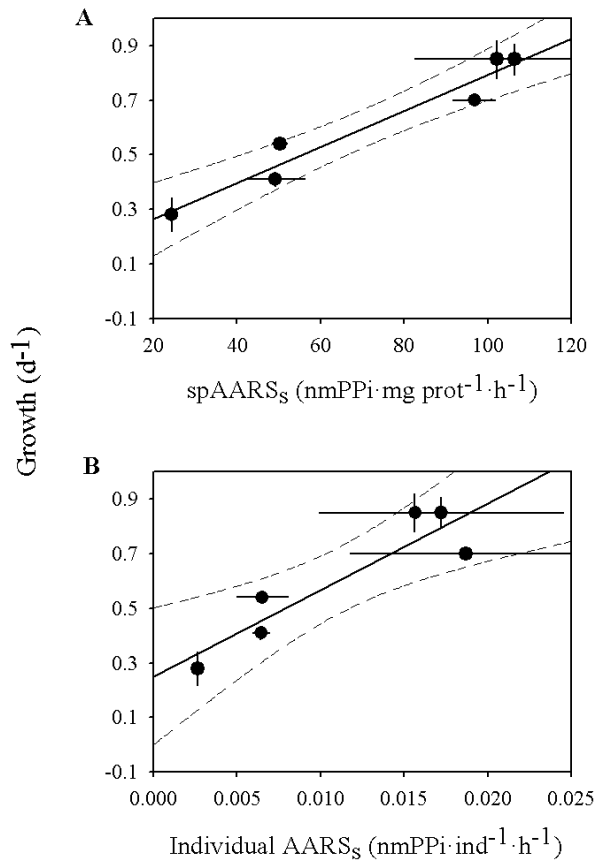 A
0.9
0.7
0.5
0.3
0.1
-0.1
20 40 60 80 100 120
spAARSS (nmPPi·mg prot-1·h-1)
Growth (d-1)
B
0.9
0.7
0.5
0.3
0.1
-0.1
0.000 0.005 0.010 0.015 0.020 0.025
Individual AARSS (nmPPi·ind-1·h-1)